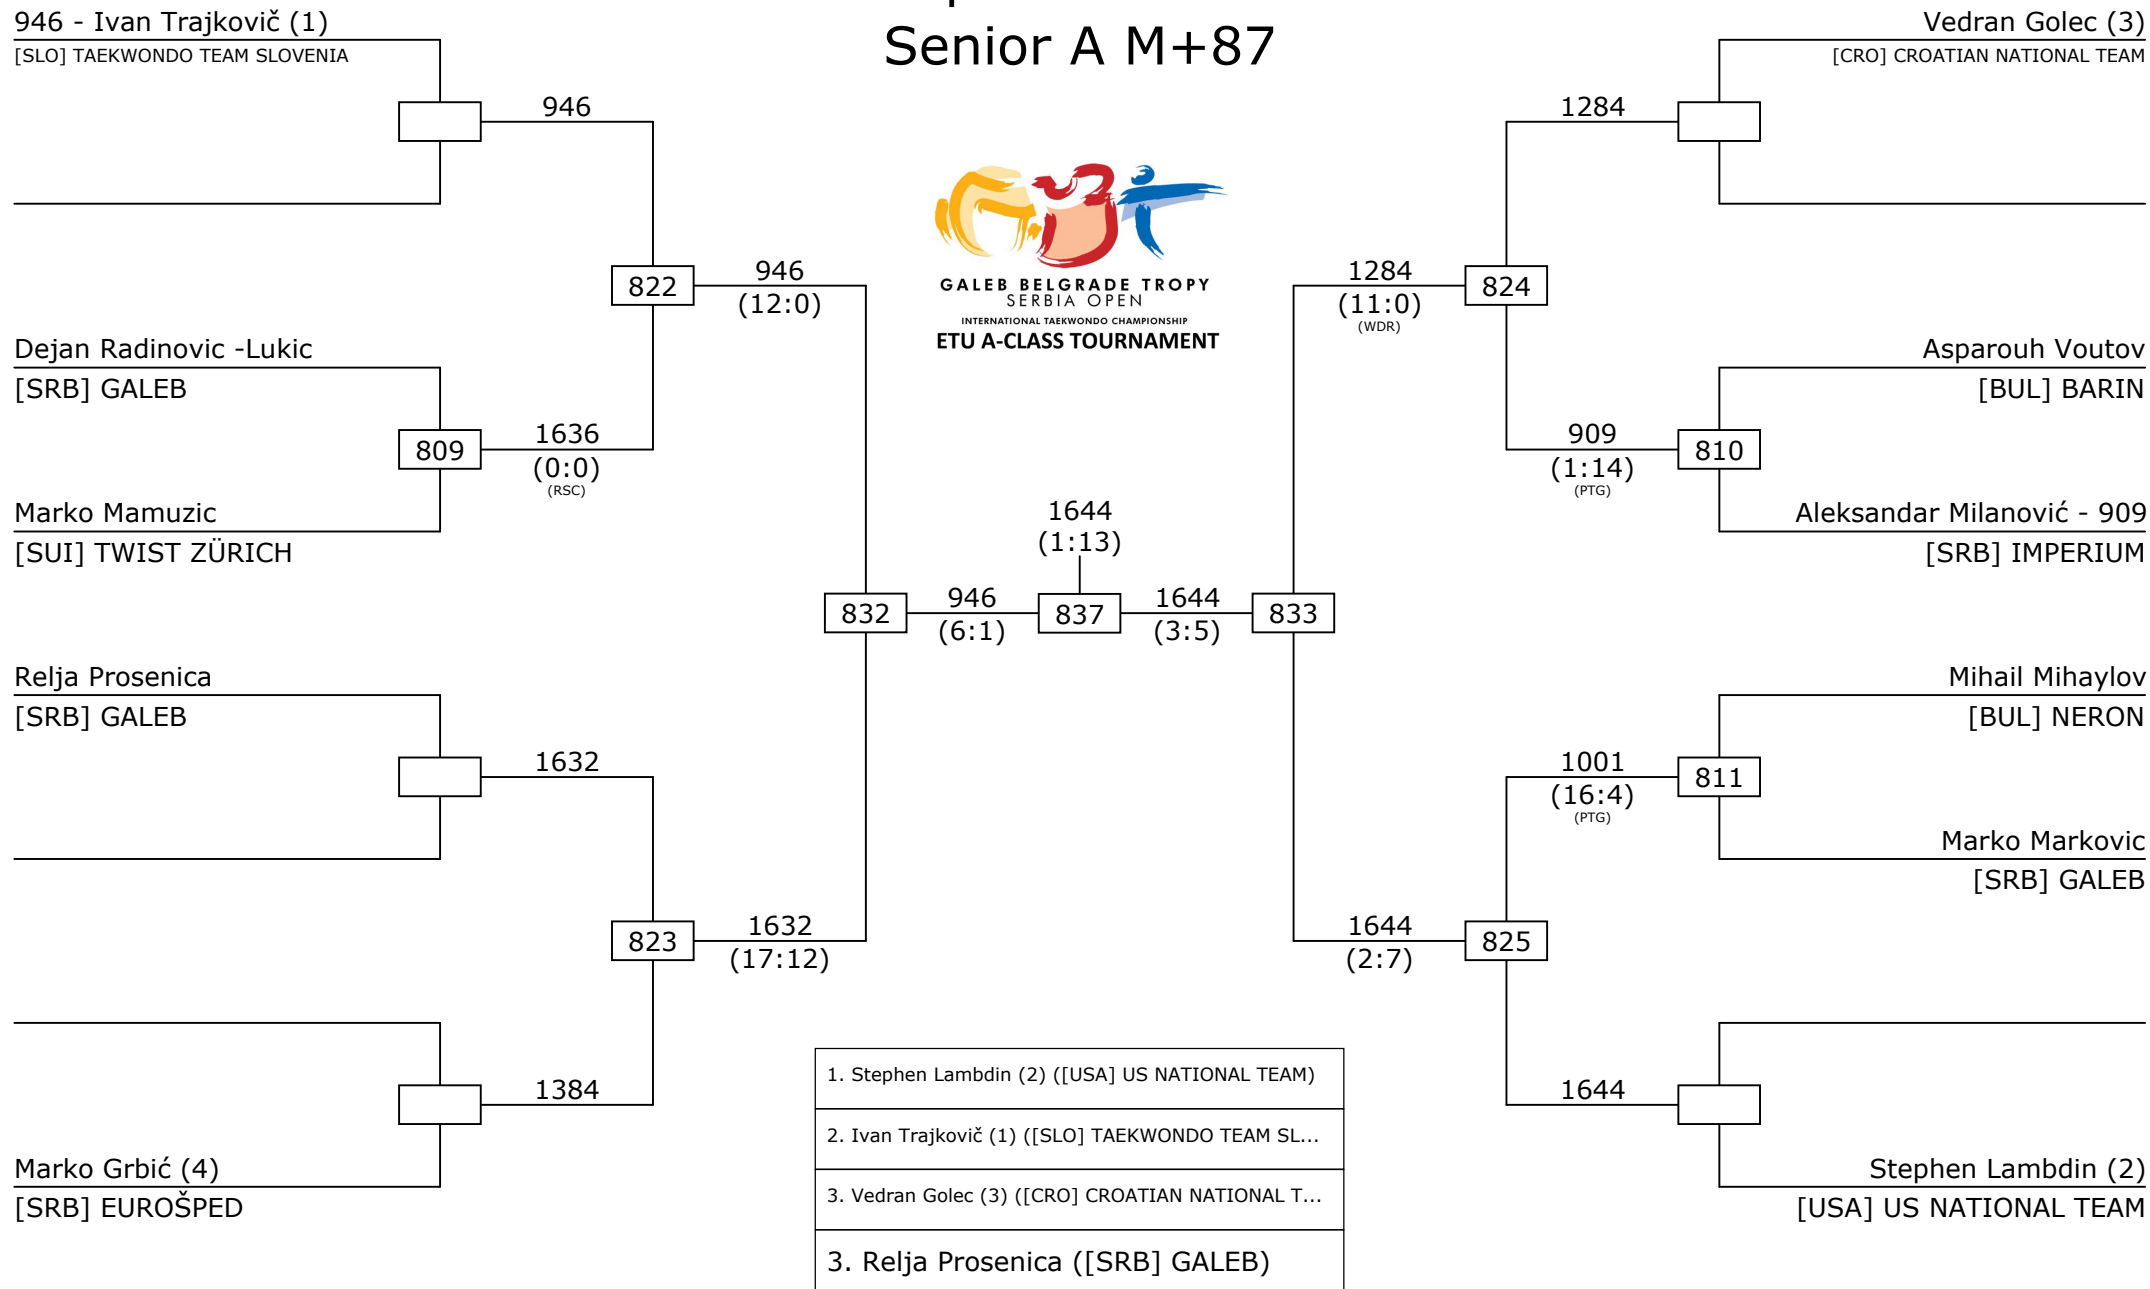 946 - Ivan Trajkovič (1)
[SLO] TAEKWONDO TEAM SLOVENIA
Senior A M+87
Vedran Golec (3)
[CRO] CROATIAN NATIONAL TEAM
946
1284
GALEB BELGRADE TROPY
SERBIA OPEN
INTERNATIONAL TAEKWONDO CHAMPIONSHIP
ETU A-CLASS TOURNAMENT
822
946
(12:0)
1284
(11:0)
(WDR)
824
Dejan Radinovic -Lukic
[SRB] GALEB
Asparouh Voutov
[BUL] BARIN
809
1636
(0:0)
(RSC)
909
(1:14)
(PTG)
810
Marko Mamuzic
[SUI] TWIST ZÜRICH
1644
(1:13)
Aleksandar Milanović - 909
[SRB] IMPERIUM
832
946
(6:1)
837
1644
(3:5)
833
Relja Prosenica
[SRB] GALEB
Mihail Mihaylov
[BUL] NERON
1632
1001
(16:4)
(PTG)
811
Marko Markovic
[SRB] GALEB
823
1632
(17:12)
1644
(2:7)
825
1384
1644
Marko Grbić (4)
[SRB] EUROŠPED
Stephen Lambdin (2)
[USA] US NATIONAL TEAM
1. Stephen Lambdin (2) ([USA] US NATIONAL TEAM)
2. Ivan Trajkovič (1) ([SLO] TAEKWONDO TEAM SL...
3. Vedran Golec (3) ([CRO] CROATIAN NATIONAL T...
3. Relja Prosenica ([SRB] GALEB)